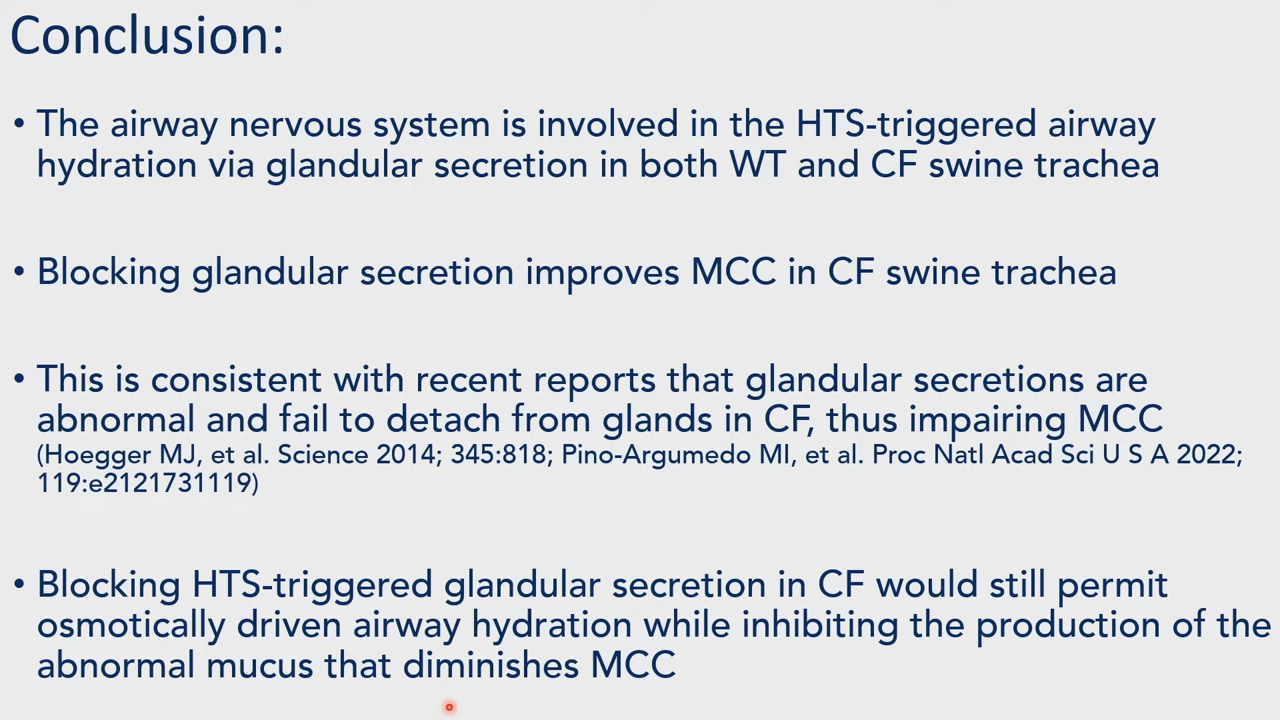 Conclusion:
• The airway nervous system is involved in the HTS-triggered airway
hydration via glandular secretion in both WT and CF swine trachea
• Blocking glandular secretion improves MCC in CF swine trachea
• This is consistent with recent reports that glandular secretions are
abnormal and fail to detach from glands in CF, thus impairing MCC
(Hoegger MJ, et al. Science 2014; 345:818; Pino-Argumedo MI, et al. Proc Natl Acad Sci U S A 2022;
119:e2121731119)
• Blocking HTS-triggered glandular secretion in CF would still permit
osmotically driven airway hydration while inhibiting the production of the
abnormal mucus that diminishes MCC